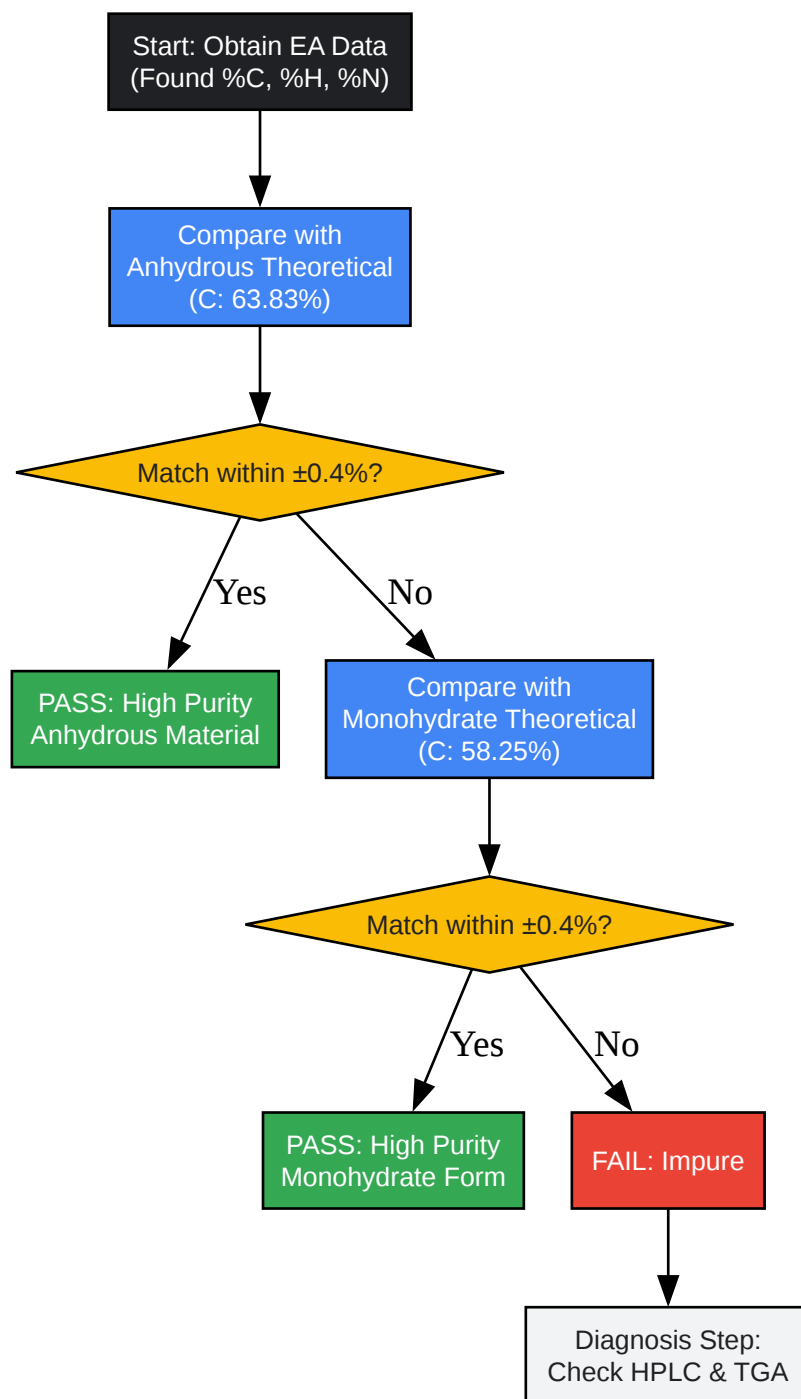 Start: Obtain EA Data
(Found %C, %H, %N)
Compare with
Anhydrous Theoretical
(C: 63.83%)
Match within ±0.4%?
Yes
No
PASS: High Purity
Anhydrous Material
Compare with
Monohydrate Theoretical
(C: 58.25%)
Match within ±0.4%?
Yes
No
PASS: High Purity
Monohydrate Form
FAIL: Impure
Diagnosis Step:
Check HPLC & TGA